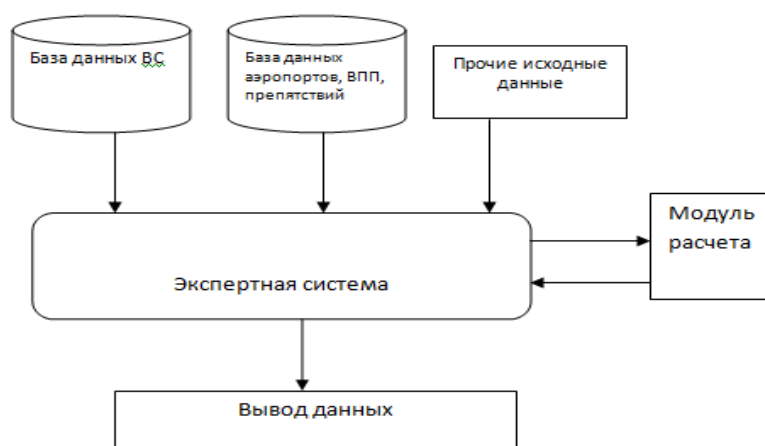 База данных ВС
База данных
аэропортов, ВПП,
препятствий
Прочие исходные
данные
Модуль
расчета
Экспертная система
Вывод данных